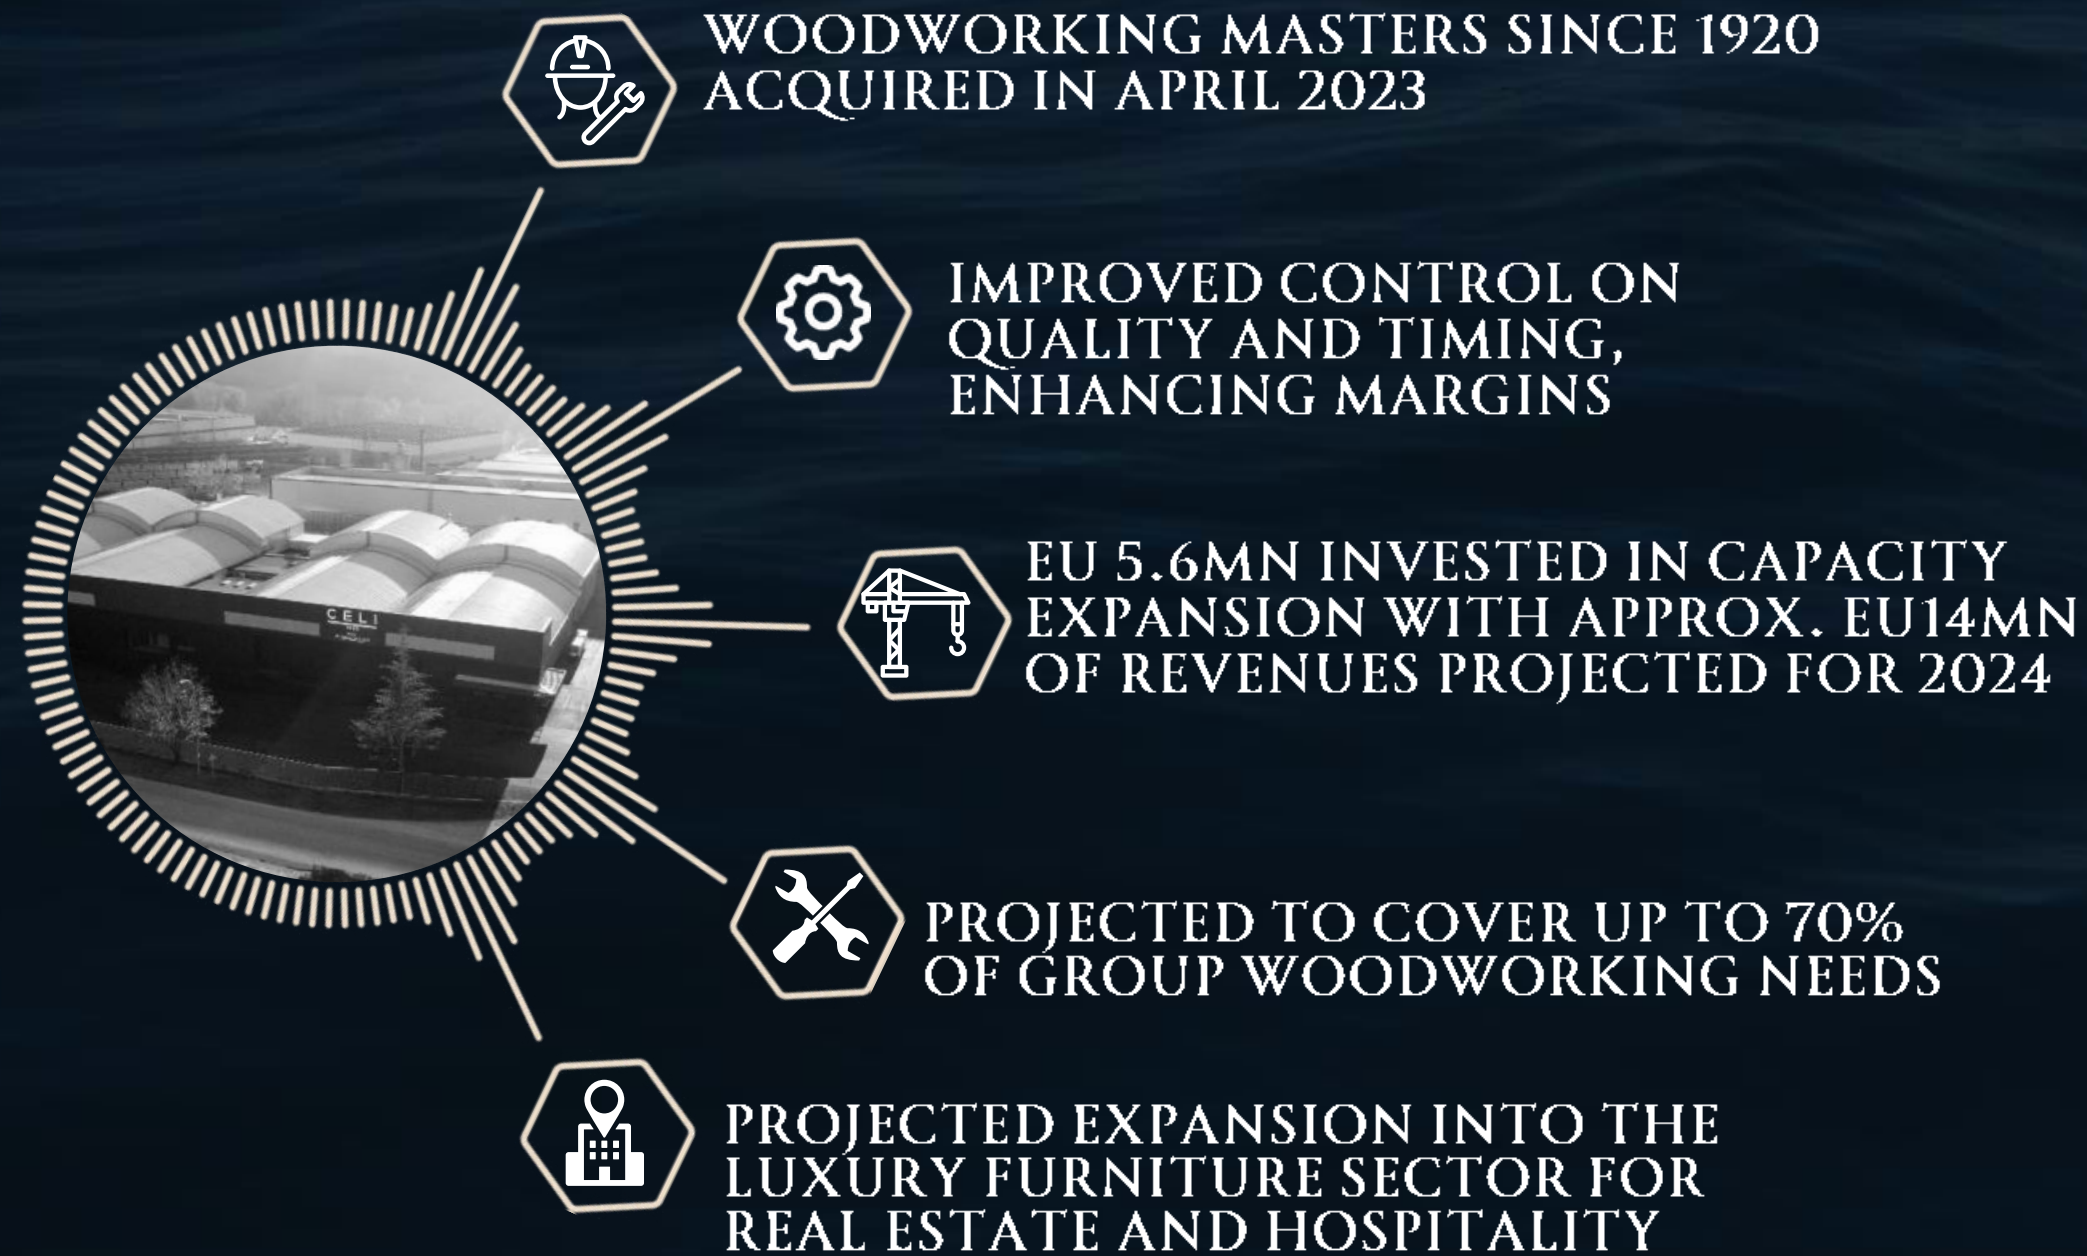 WOODWORKING MASTERS SINCE 1920
ACQUIRED IN APRIL 2023
IMPROVED CONTROL ON
QUALITY AND TIMING,
ENHANCING MARGINS
EU 5.6MN INVESTED IN CAPACITY
EXPANSION WITH APPROX. EU14MN
OF REVENUES PROJECTED FOR 2024
CELI
PROJECTED TO COVER UP TO 70%
OF GROUP WOODWORKING NEEDS
PROJECTED EXPANSION INTO THE
LUXURY FURNITURE SECTOR FOR
REAL ESTATE AND HOSPITALITY